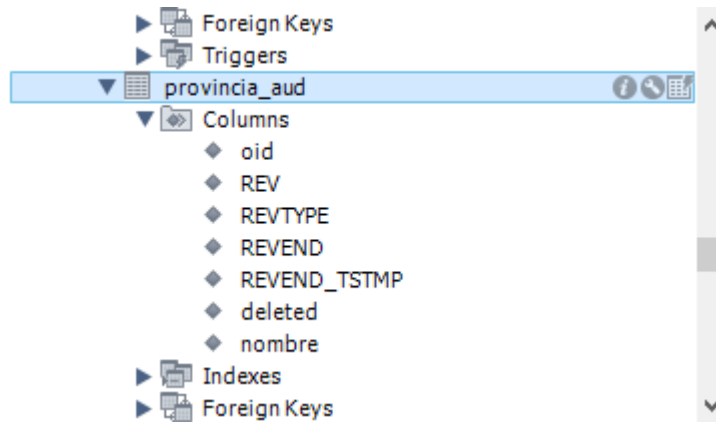 Foreign Keys
Triggers
provincia_aud
Columns
oid
REV
REVTYPE
REVEND
REVEND_TSTMP
deleted
nombre
Indexes
Foreign Keys